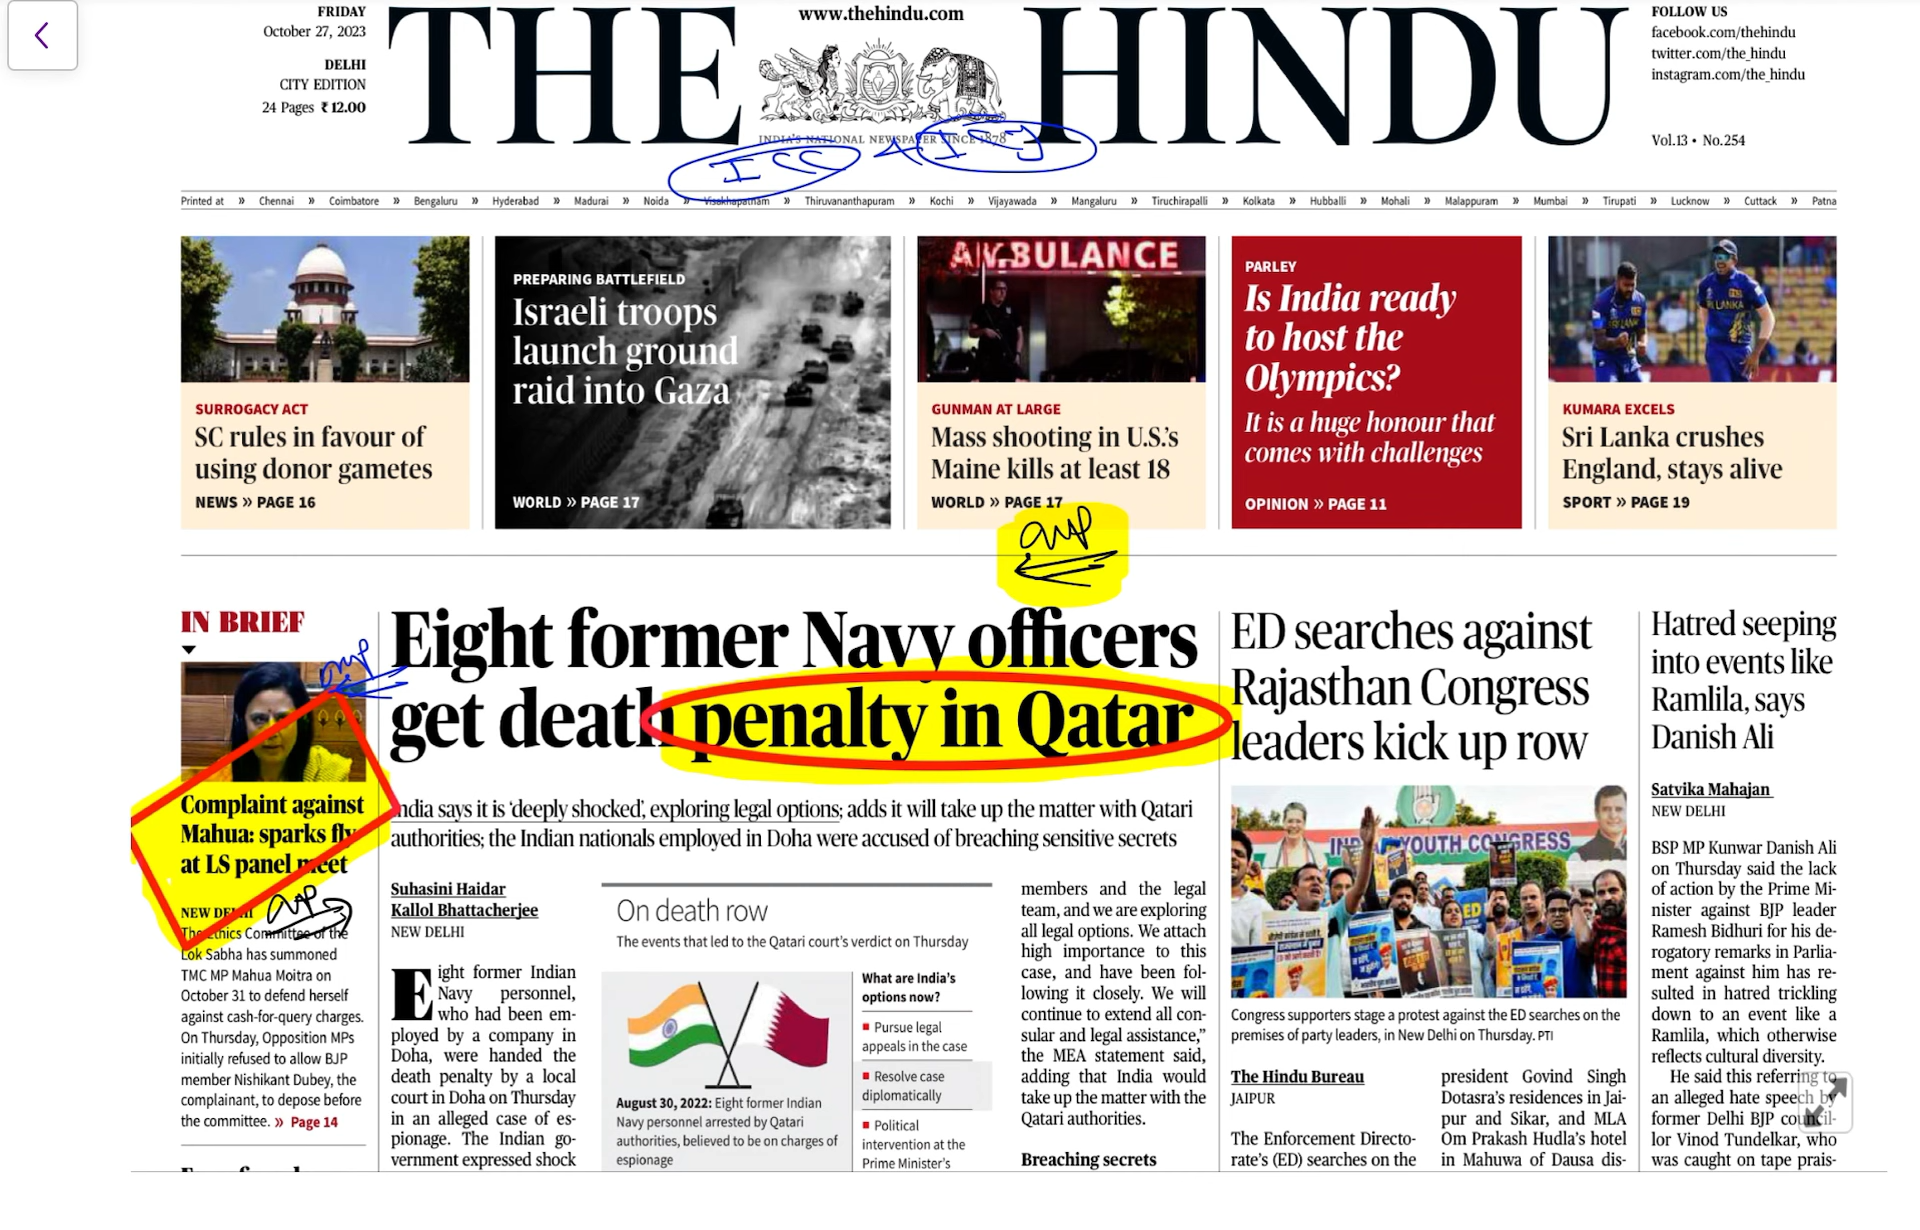 FRIDAY
October 27, 2023
DELHI
CITY EDITION
24 Pages ₹ 12.00
THE HINDU
www.thehindu.com
INDIA'S NATIONAL NEWSPAPER SINCE 1878
FOLLOW US
facebook.com/thehindu
twitter.com/the_hindu
instagram.com/the_hindu
Vol.13 • No.254
ICC
ICJ
Printed at » Chennai » Coimbatore » Bengaluru » Hyderabad » Madurai » Noida » Visakhapatnam » Thiruvananthapuram » Kochi » Vijayawada » Mangaluru » Tiruchirapalli » Kolkata » Hubballi » Mohali » Malappuram » Mumbai » Tirupati » Lucknow » Cuttack » Patna
SURROGACY ACT
SC rules in favour of
using donor gametes
NEWS » PAGE 16
PREPARING BATTLEFIELD
Israeli troops
launch ground
raid into Gaza
WORLD » PAGE 17
AMBULANCE
GUNMAN AT LARGE
Mass shooting in U.S.'s
Maine kills at least 18
WORLD » PAGE 17
PARLEY
Is India ready
to host the
Olympics?
It is a huge honour that
comes with challenges
OPINION » PAGE 11
SRI LANKA
KUMARA EXCELS
Sri Lanka crushes
England, stays alive
SPORT » PAGE 19
IN BRIEF
Complaint against
Mahua: sparks fly
at LS panel meet
NEW DELHI
The Ethics Committee of the
Lok Sabha has summoned
TMC MP Mahua Moitra on
October 31 to defend herself
against cash-for-query charges.
On Thursday, Opposition MPs
initially refused to allow BJP
member Nishikant Dubey, the
complainant, to depose before
the committee. » Page 14
Eight former Navy officers
get death penalty in Qatar
India says it is 'deeply shocked', exploring legal options; adds it will take up the matter with Qatari
authorities; the Indian nationals employed in Doha were accused of breaching sensitive secrets
Suhasini Haidar
Kallol Bhattacherjee
NEW DELHI
Eight former Indian
Navy personnel,
who had been em-
ployed by a company in
Doha, were handed the
death penalty by a local
court in Doha on Thursday
in an alleged case of es-
pionage. The Indian go-
vernment expressed shock
On death row
The events that led to the Qatari court's verdict on Thursday
August 30, 2022: Eight former Indian
Navy personnel arrested by Qatari
authorities, believed to be on charges of
espionage
What are India's
options now?
Pursue legal
appeals in the case
Resolve case
diplomatically
Political
intervention at the
Prime Minister's
members and the legal
team, and we are exploring
all legal options. We attach
high importance to this
case, and have been fol-
lowing it closely. We will
continue to extend all con-
sular and legal assistance,"
the MEA statement said,
adding that India would
take up the matter with the
Qatari authorities.
Breaching secrets
ED searches against
Rajasthan Congress
leaders kick up row
YOUTH CONGRESS
ED
Congress supporters stage a protest against the ED searches on the
premises of party leaders, in New Delhi on Thursday. PTI
The Hindu Bureau
JAIPUR
The Enforcement Directo-
rate's (ED) searches on the
president Govind Singh
Dotasra's residences in Jai-
pur and Sikar, and MLA
Om Prakash Hudla's hotel
in Mahuwa of Dausa dis-
Hatred seeping
into events like
Ramlila, says
Danish Ali
Satvika Mahajan
NEW DELHI
BSP MP Kunwar Danish Ali
on Thursday said the lack
of action by the Prime Mi-
nister against BJP leader
Ramesh Bidhuri for his de-
rogatory remarks in Parlia-
ment against him has re-
sulted in hatred trickling
down to an event like a
Ramlila, which otherwise
reflects cultural diversity.
He said this referring to
an alleged hate speech by
former Delhi BJP council-
lor Vinod Tundelkar, who
was caught on tape prais-